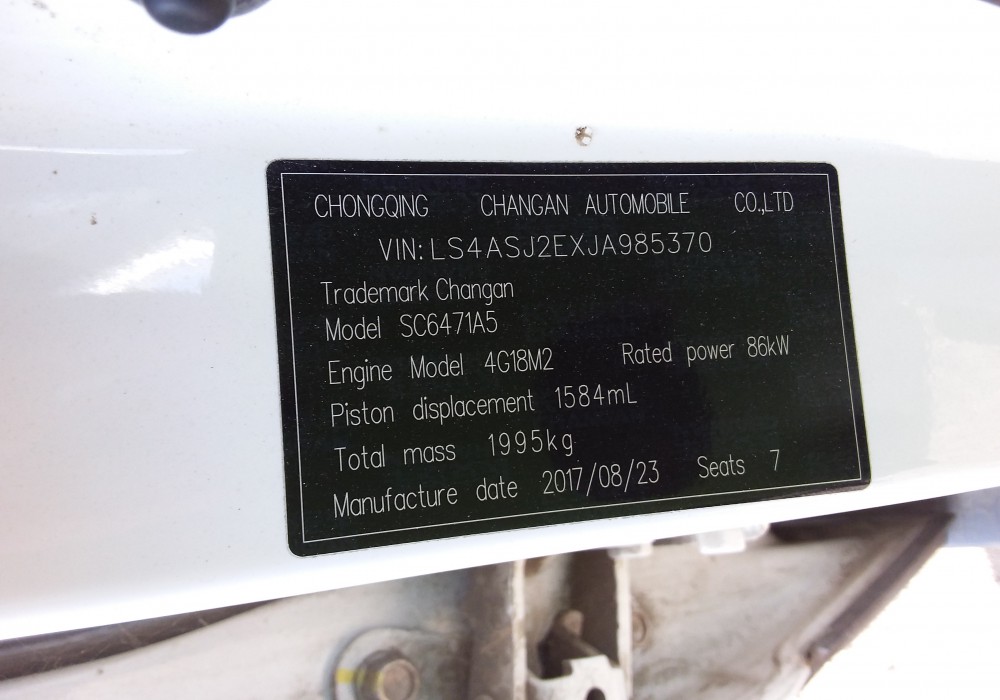 CHONGQING CHANGAN AUTOMOBILE CO.,LTD
VIN:LS4ASJ2EXJA985370
Trademark Changan
Model SC6471A5
Engine Model 4G18M2 Rated power 86kW
Piston displacement 1584mL
Total mass 1995kg
Manufacture date 2017/08/23 Seats 7